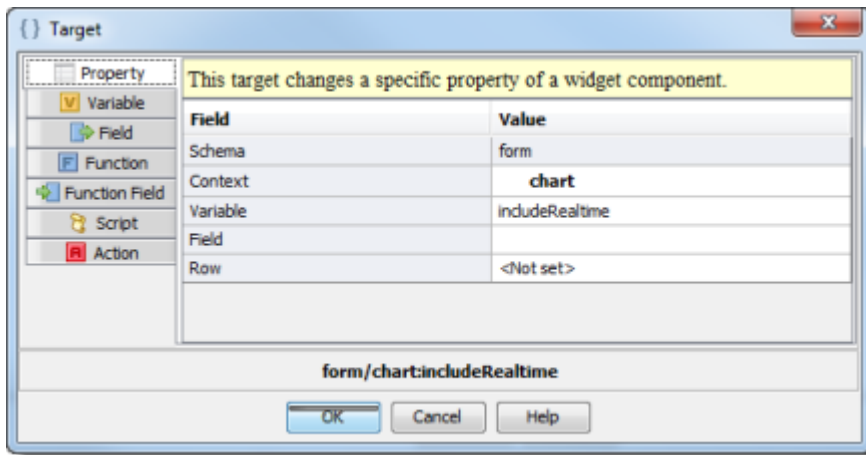 { } Target
Property
Variable
Field
Function
Function Field
Script
Action
This target changes a specific property of a widget component.
Field Value
Schema form
Context chart
Variable includeRealtime
Field
Row <Not set>
form/chart:includeRealtime
OK Cancel Help